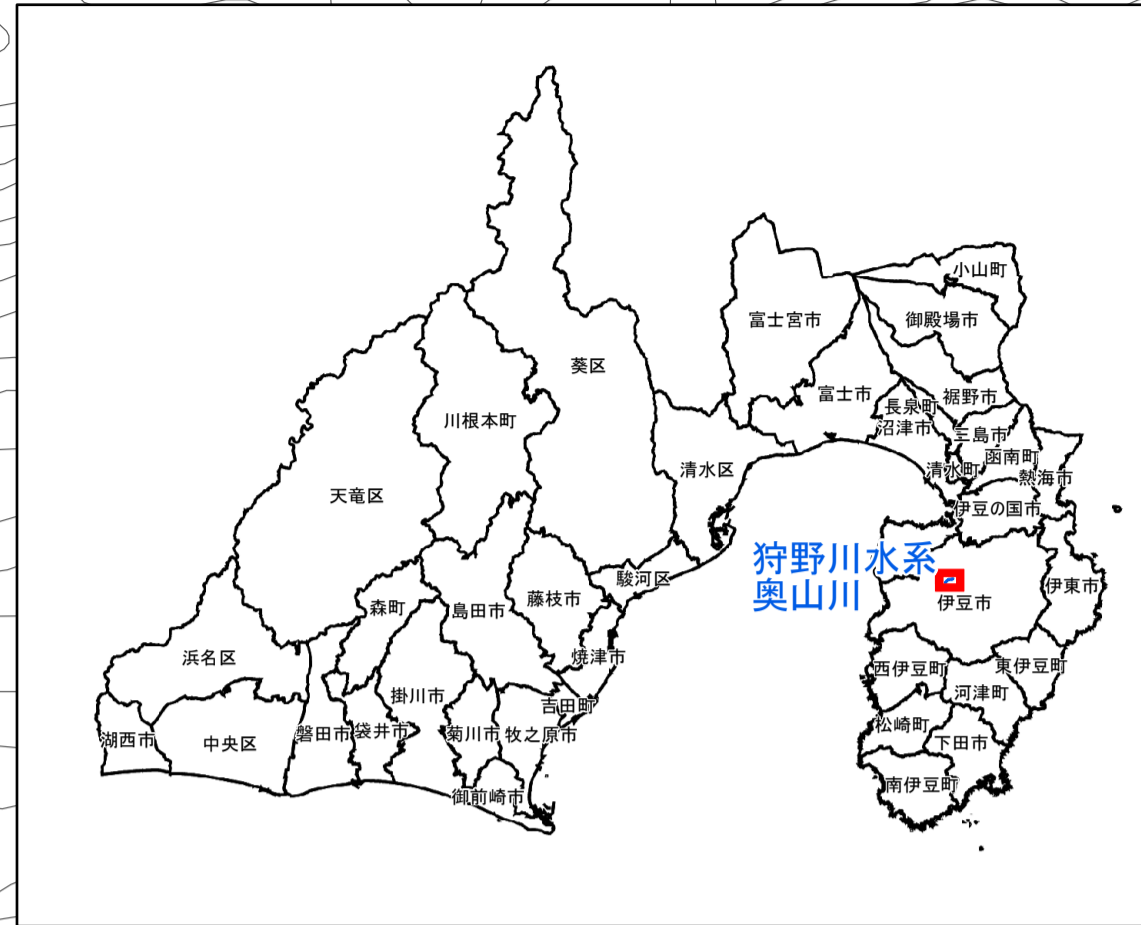 小山町
富士宮市
御殿場市
葵区
裾野市
富士市
長泉町
川根本町
沼津市
三島市
函南町
清水区
清水町
熱海市
天竜区
伊豆の国市
狩野川水系
奥山川
駿河区
伊東市
藤枝市
伊豆市
森町
島田市
焼津市
浜名区
西伊豆町
東伊豆町
掛川市
河津町
吉田町
松崎町
湖西市
中央区
磐田市
袋井市
菊川市
牧之原市
下田市
南伊豆町
御前崎市